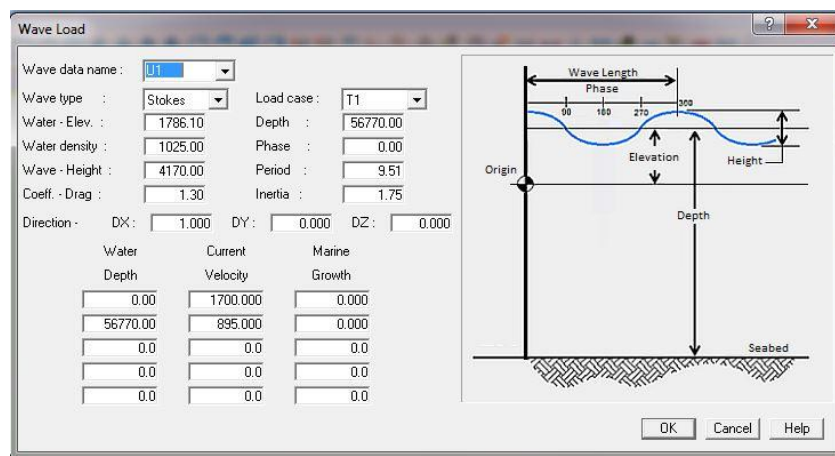 Wave Load
Wave data name : U1
Wave type : Stokes Load case : T1
Water - Elev. : 1786.10 Depth : 56770.00
Water density : 1025.00 Phase : 0.00
Wave - Height : 4170.00 Period : 9.51
Coeff. - Drag : 1.30 Inertia : 1.75
Direction - DX : 1.000 DY : 0.000 DZ : 0.000
Water Current Marine
Depth Velocity Growth
0.00 1700.000 0.000
56770.00 895.000 0.000
0.0 0.0 0.0
0.0 0.0 0.0
0.0 0.0 0.0
Wave Length
Phase
90 180 270 360
Elevation
Height
Origin
Depth
Seabed
OK Cancel Help